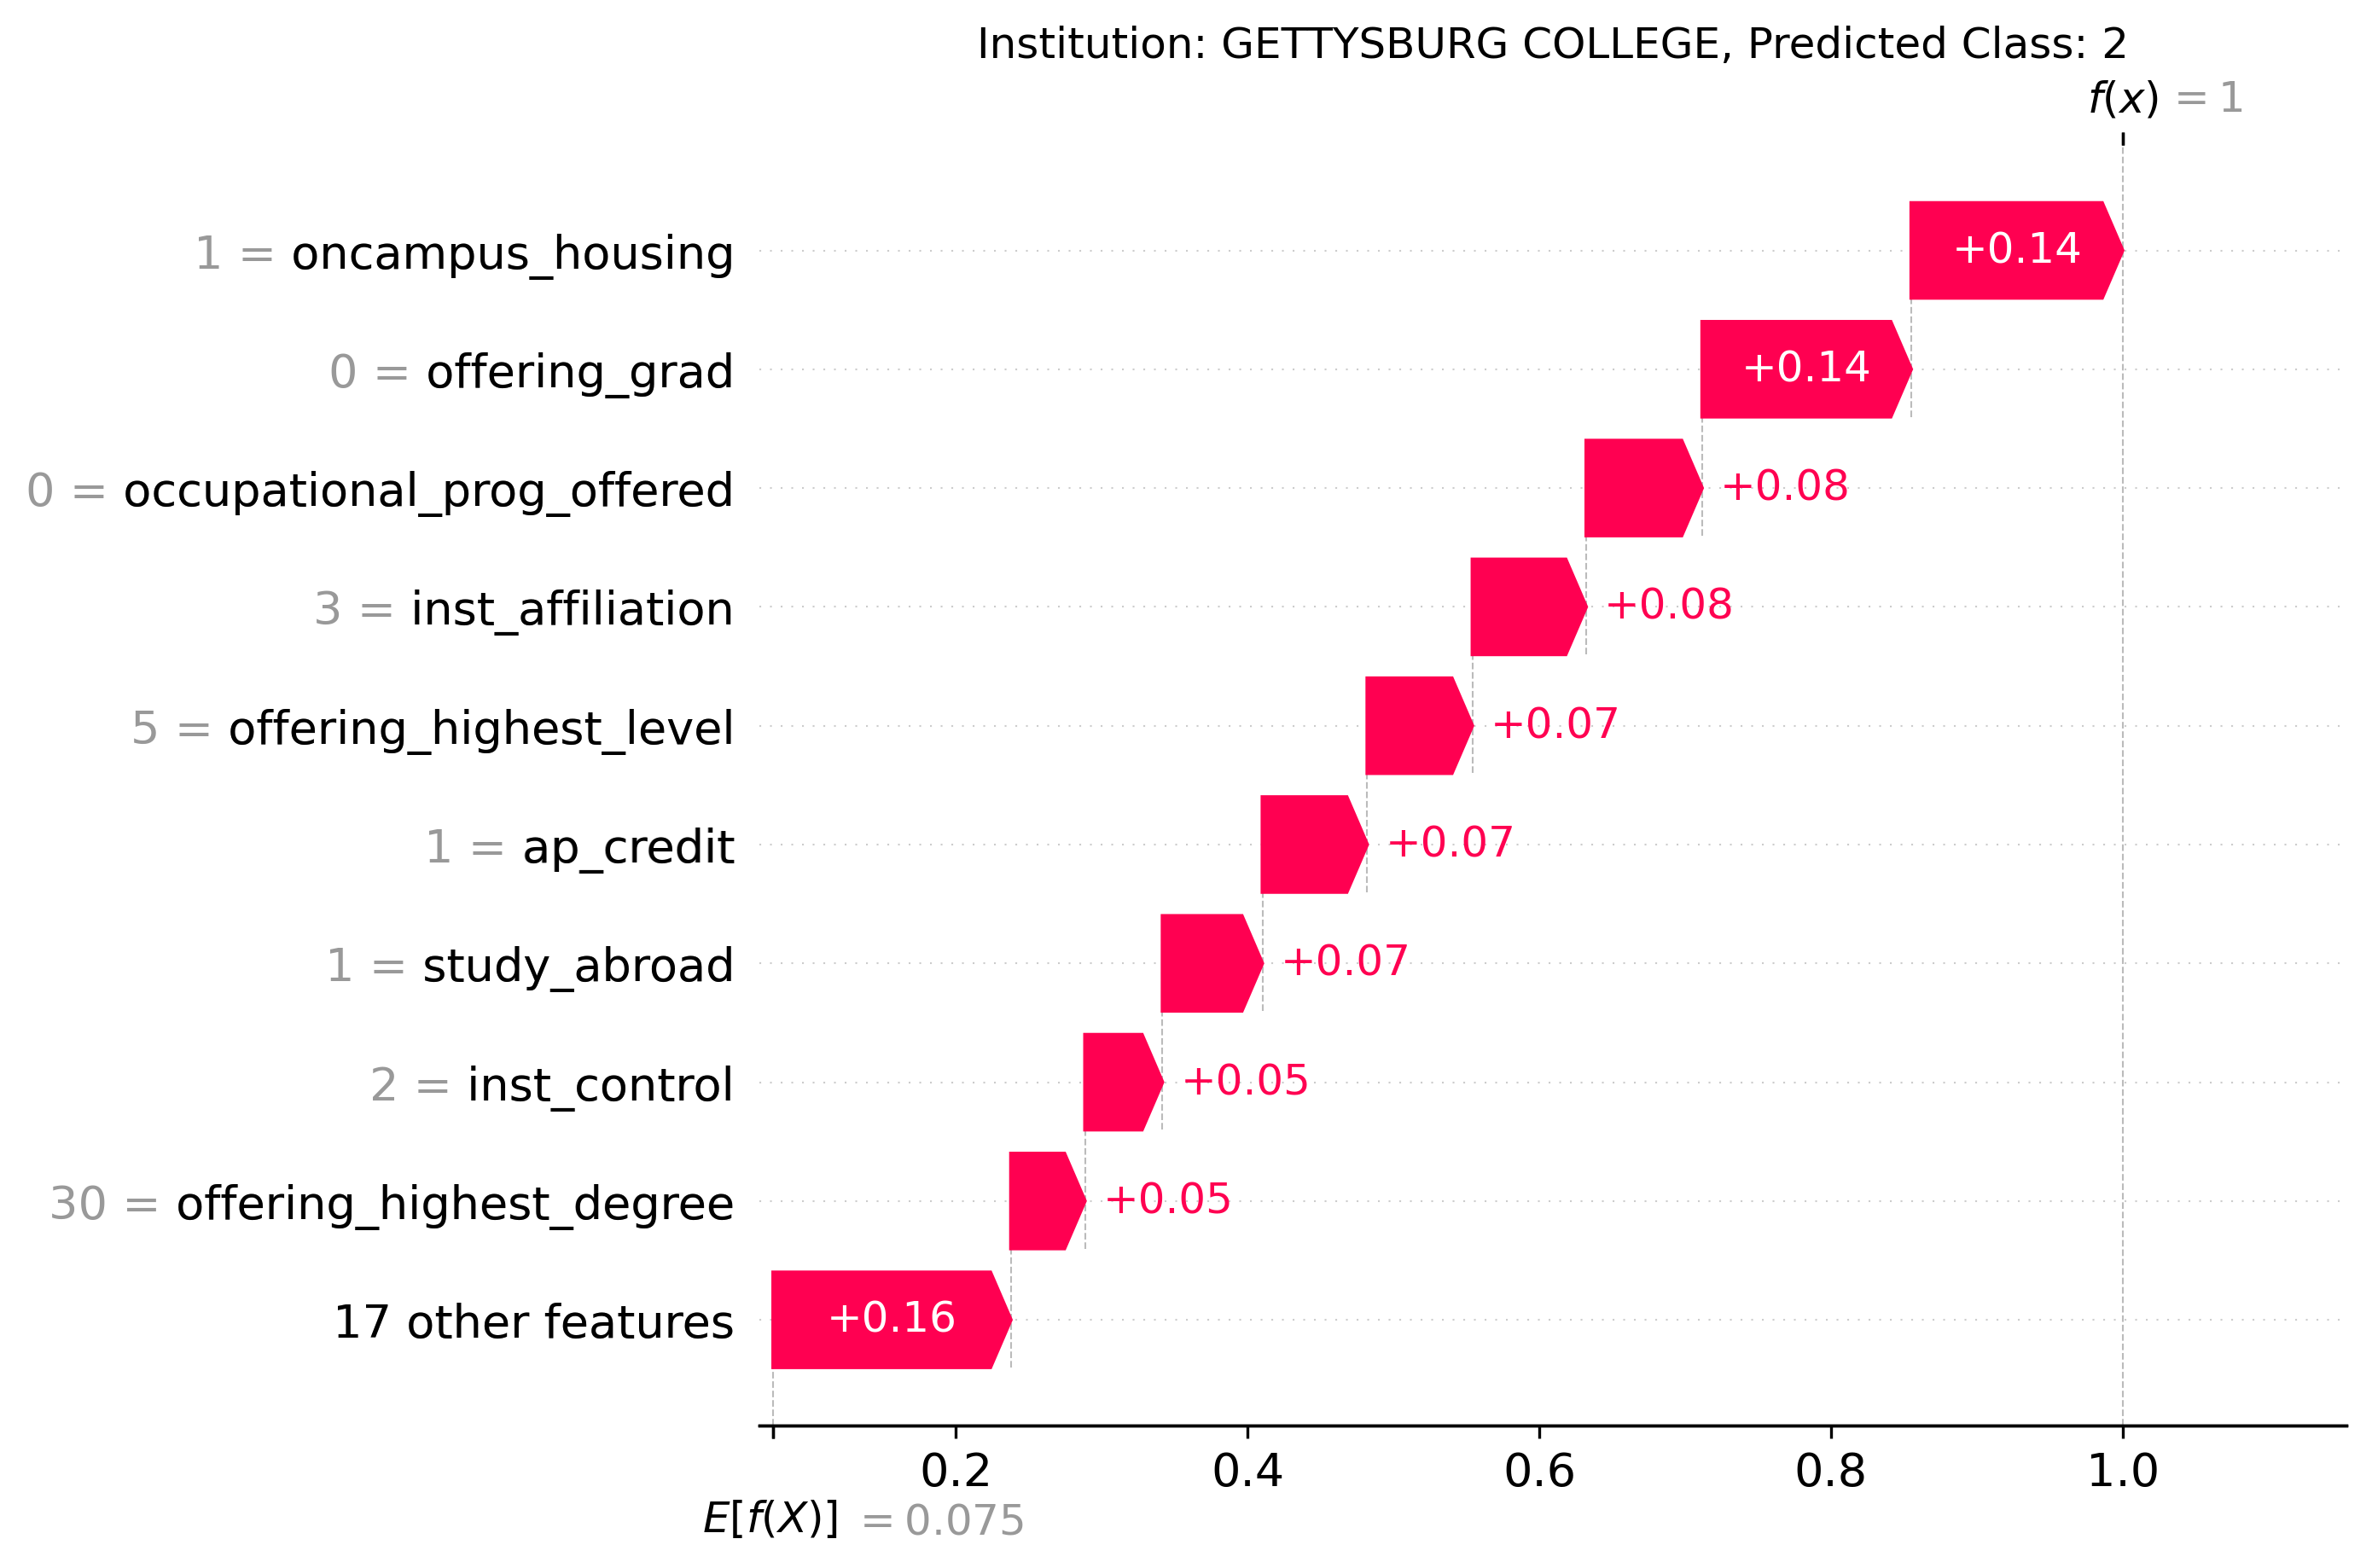 Institution: GETTYSBURG COLLEGE, Predicted Class: 2
f(x) = 1
1 = oncampus_housing +0.14
0 = offering_grad +0.14
0 = occupational_prog_offered +0.08
3 = inst_affiliation +0.08
5 = offering_highest_level +0.07
1 = ap_credit +0.07
1 = study_abroad +0.07
2 = inst_control +0.05
30 = offering_highest_degree +0.05
17 other features +0.16
0.2 0.4 0.6 0.8 1.0
E[f(X)] = 0.075